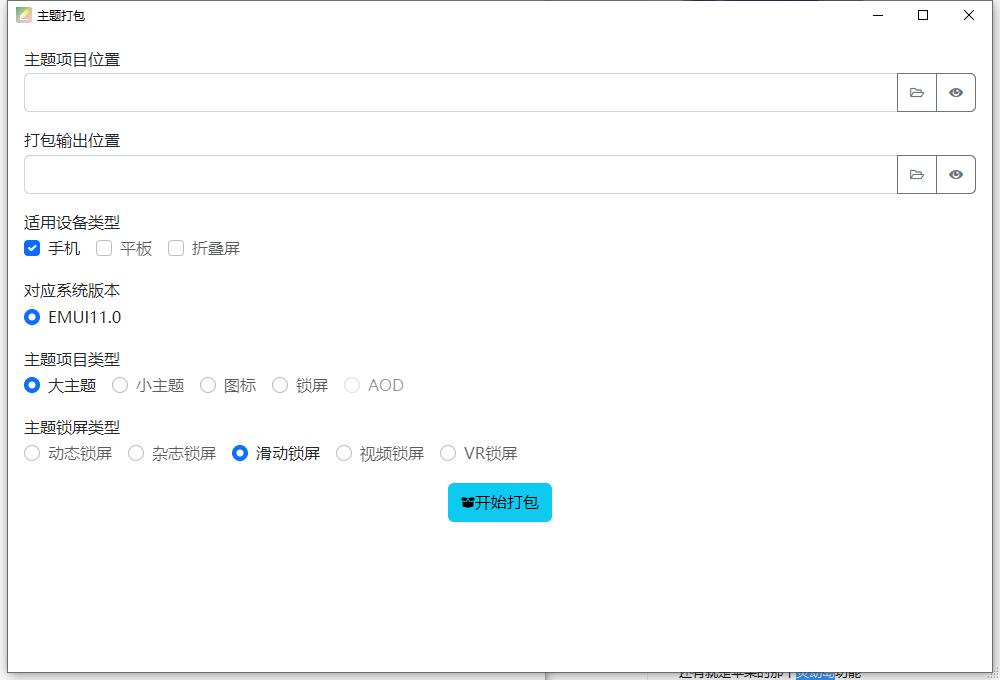 主题打包
主题项目位置
打包输出位置
适用设备类型
手机 平板 折叠屏
对应系统版本
EMUI11.0
主题项目类型
大主题 小主题 图标 锁屏 AOD
主题锁屏类型
动态锁屏 杂志锁屏 滑动锁屏 视频锁屏 VR锁屏
开始打包